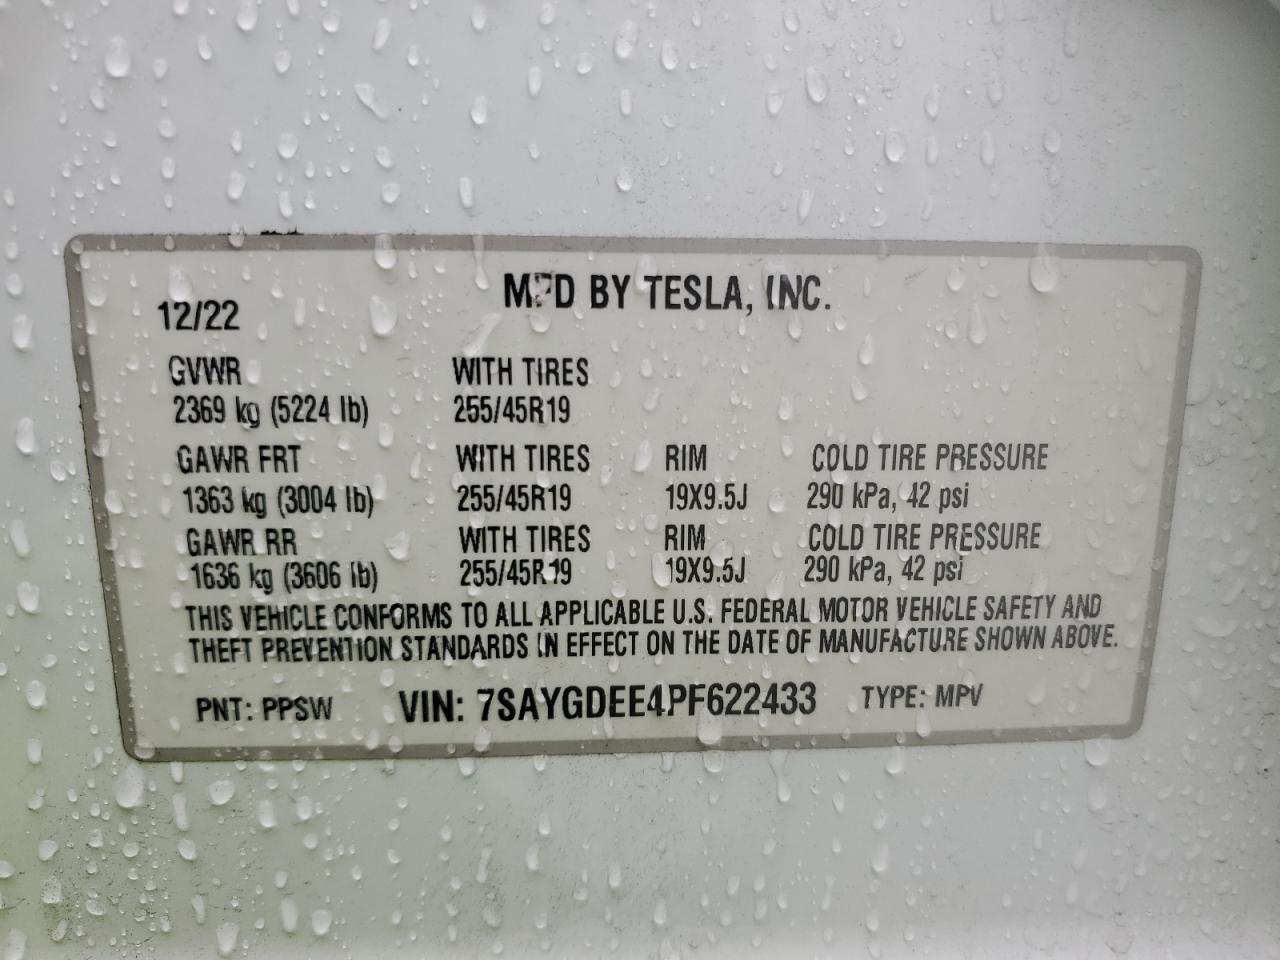 MFD BY TESLA, INC.
12/22
GVWR WITH TIRES
2369 kg (5224 lb) 255/45R19
GAWR FRT WITH TIRES RIM COLD TIRE PRESSURE
1363 kg (3004 lb) 255/45R19 19X9.5J 290 kPa, 42 psi
GAWR RR WITH TIRES RIM COLD TIRE PRESSURE
1636 kg (3606 lb) 255/45R19 19X9.5J 290 kPa, 42 psi
THIS VEHICLE CONFORMS TO ALL APPLICABLE U.S. FEDERAL MOTOR VEHICLE SAFETY AND
THEFT PREVENTION STANDARDS IN EFFECT ON THE DATE OF MANUFACTURE SHOWN ABOVE.
PNT: PPSW VIN: 7SAYGDEE4PF622433 TYPE: MPV